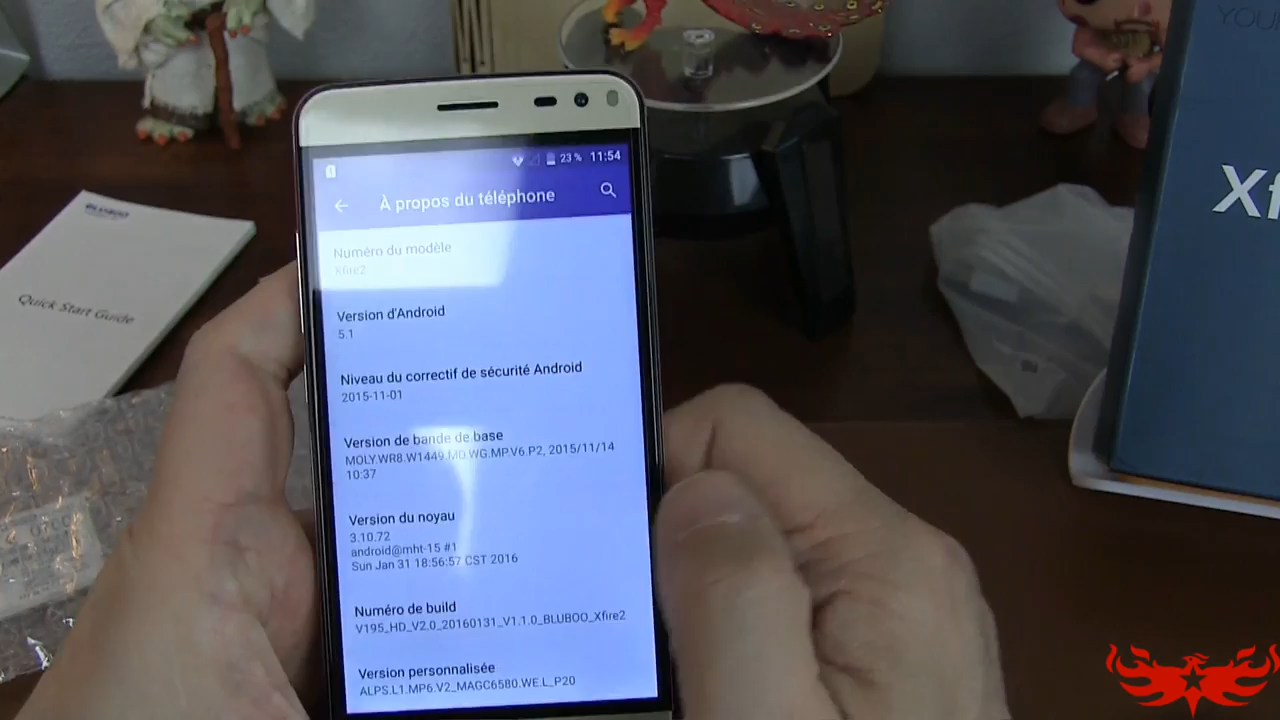 YOU
23 % 11:54
À propos du téléphone
BLUBOO
Numéro du modèle
Xfire2
Quick Start Guide
Version d'Android
5.1
Niveau du correctif de sécurité Android
2015-11-01
Version de bande de base
MOLY.WR8.W1449.MD.WG.MP.V6.P2, 2015/11/14
10:37
Version du noyau
3.10.72
android@mht-15 #1
Sun Jan 31 18:56:57 CST 2016
Numéro de build
V195_HD_V2.0_20160131_V1.1.0_BLUBOO_Xfire2
Version personnalisée
ALPS.L1.MP6.V2_MAGC6580.WE.L_P20
Xf